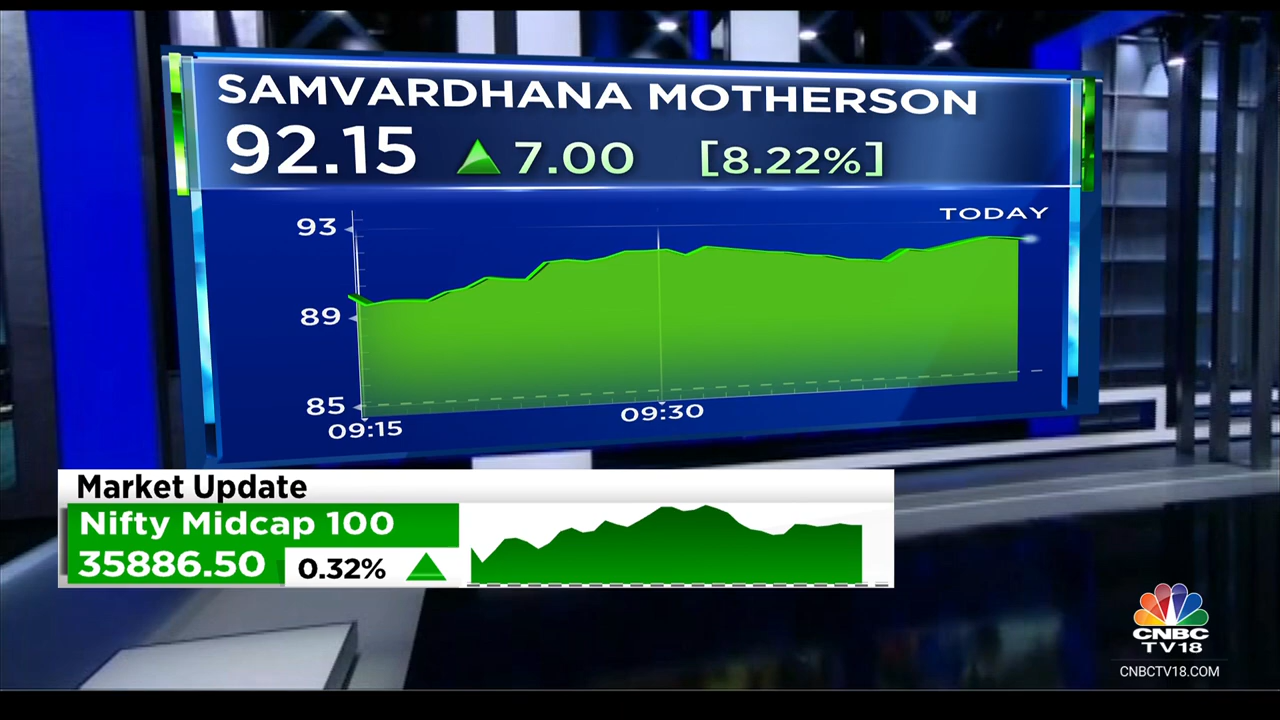 SAMVARDHANA MOTHERSON
92.15 ▲ 7.00 [8.22%]
TODAY
93
89
85
09:15
09:30
Market Update
Nifty Midcap 100
35886.50 0.32% ▲
CNBC
TV18
CNBCTV18.COM